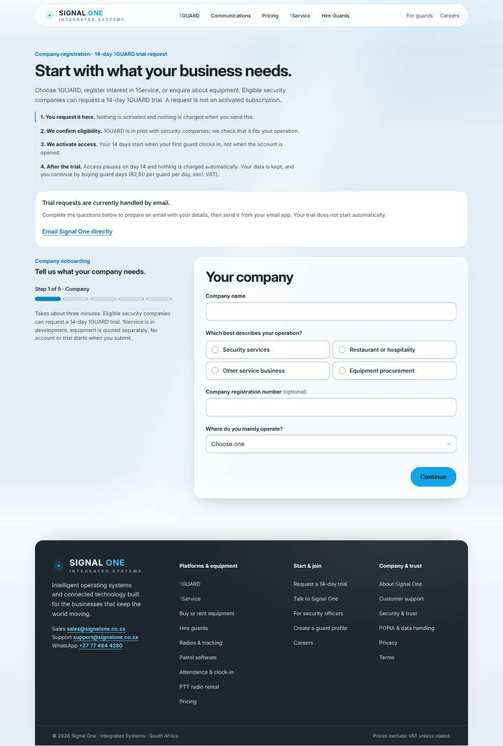 SIGNAL ONE
INTEGRATED SYSTEMS
1GUARD
Communications
Pricing
1Service
Hire Guards
For guards
Careers
Company registration · 14-day 1GUARD trial request
Start with what your business needs.
Choose 1GUARD, register interest in 1Service, or enquire about equipment. Eligible security
companies can request a 14-day 1GUARD trial. A request is not an activated subscription.
1. You request it here. Nothing is activated and nothing is charged when you send this.
2. We confirm eligibility. 1GUARD is in pilot with security companies; we check that it fits your operation.
3. We activate access. Your 14 days start when your first guard clocks in, not when the account is
opened.
4. After the trial. Access pauses on day 14 and nothing is charged automatically. Your data is kept, and
you continue by buying guard days (R2,50 per guard per day, excl. VAT).
Trial requests are currently handled by email.
Complete the questions below to prepare an email with your details, then send it from your email app. Your trial does not start automatically.
Email Signal One directly
Company onboarding
Tell us what your company needs.
Step 1 of 5 · Company
Takes about three minutes. Eligible security companies
can request a 14-day 1GUARD trial. 1Service is in
development; equipment is quoted separately. No
account or trial starts when you submit.
Your company
Company name
Which best describes your operation?
Security services
Restaurant or hospitality
Other service business
Equipment procurement
Company registration number (optional)
Where do you mainly operate?
Choose one
Continue
SIGNAL ONE
INTEGRATED SYSTEMS
Intelligent operating systems
and connected technology built
for the businesses that keep the
world moving.
Sales sales@signalone.co.za
Support support@signalone.co.za
WhatsApp +27 77 484 4280
Platforms & equipment
1GUARD
1Service
Buy or rent equipment
Hire guards
Radios & tracking
Patrol software
Attendance & clock-in
PTT radio rental
Pricing
Start & join
Request a 14-day trial
Talk to Signal One
For security officers
Create a guard profile
Careers
Company & trust
About Signal One
Customer support
Security & trust
POPIA & data handling
Privacy
Terms
© 2026 Signal One · Integrated Systems · South Africa
Prices exclude VAT unless stated.